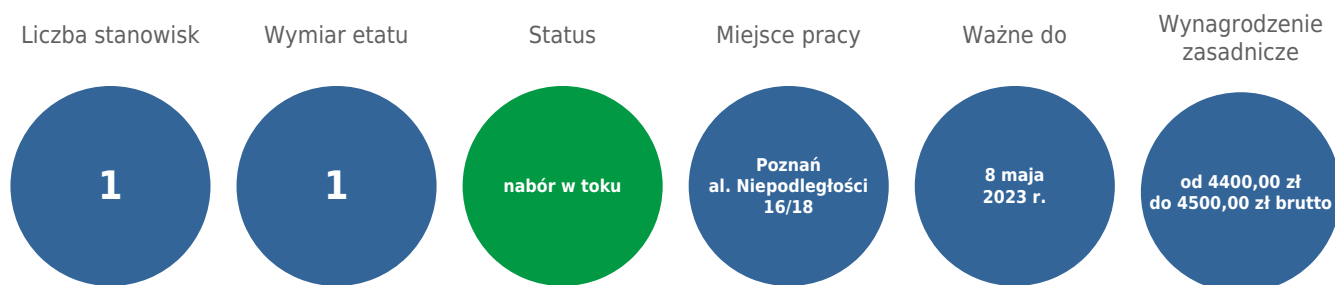 Liczba stanowisk
1
Wymiar etatu
1
Status
nabór w toku
Miejsce pracy
Poznań
al. Niepodległości
16/18
Ważne do
8 maja
2023 r.
Wynagrodzenie
zasadnicze
od 4400,00 zł
do 4500,00 zł brutto